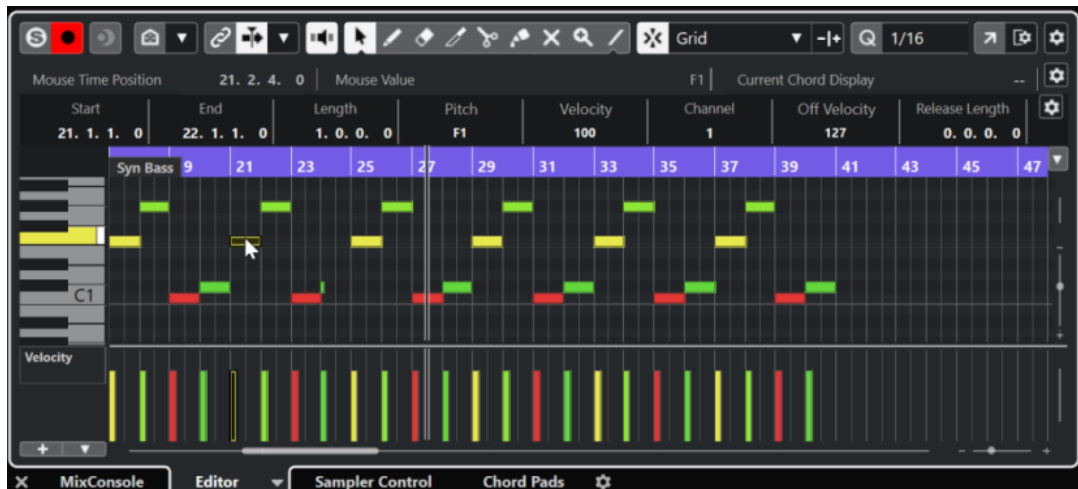 S Grid -|+ Q 1/16
Mouse Time Position 21. 2. 4. 0 Mouse Value F1 Current Chord Display --
Start End Length Pitch Velocity Channel Off Velocity Release Length
21. 1. 1. 0 22. 1. 1. 0 1. 0. 0. 0 F1 100 1 127 0. 0. 0. 0
Syn Bass 9 21 23 25 27 29 31 33 35 37 39 41 43 45 47
C1
Velocity
MixConsole Editor Sampler Control Chord Pads